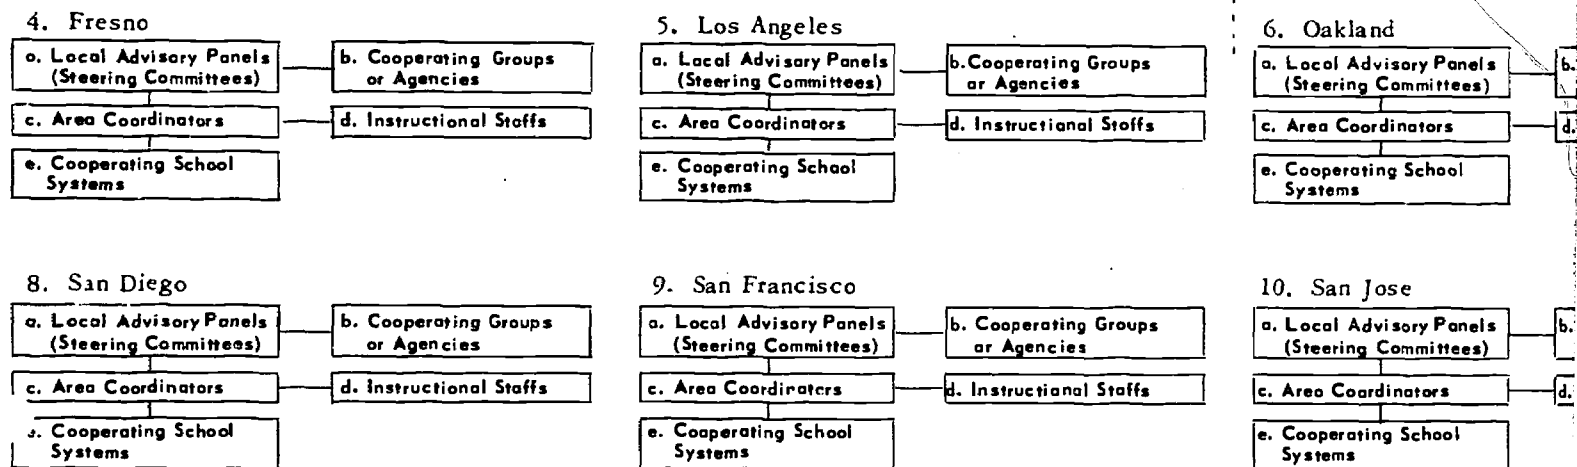 4. Fresno
a. Local Advisory Panels
(Steering Committees)
b. Cooperating Groups
or Agencies
c. Area Coordinators
d. Instructional Staffs
e. Cooperating School
Systems
5. Los Angeles
a. Local Advisory Panels
(Steering Committees)
b.Cooperating Groups
or Agencies
c. Area Coordinators
d. Instructional Staffs
e. Cooperating School
Systems
6. Oakland
a. Local Advisory Panels
(Steering Committees)
b.
c. Area Coordinators
d.
e. Cooperating School
Systems
8. San Diego
a. Local Advisory Panels
(Steering Committees)
b. Cooperating Groups
or Agencies
c. Area Coordinators
d. Instructional Staffs
Cooperating School
Systems
9. San Francisco
a. Local Advisory Panels
(Steering Committees)
b. Cooperating Groups
or Agencies
c. Area Coordinators
d. Instructional Staffs
e. Cooperating School
Systems
10. San Jose
a. Local Advisory Panels
(Steering Committees)
b.
c. Area Coordinators
d.
e. Cooperating School
Systems